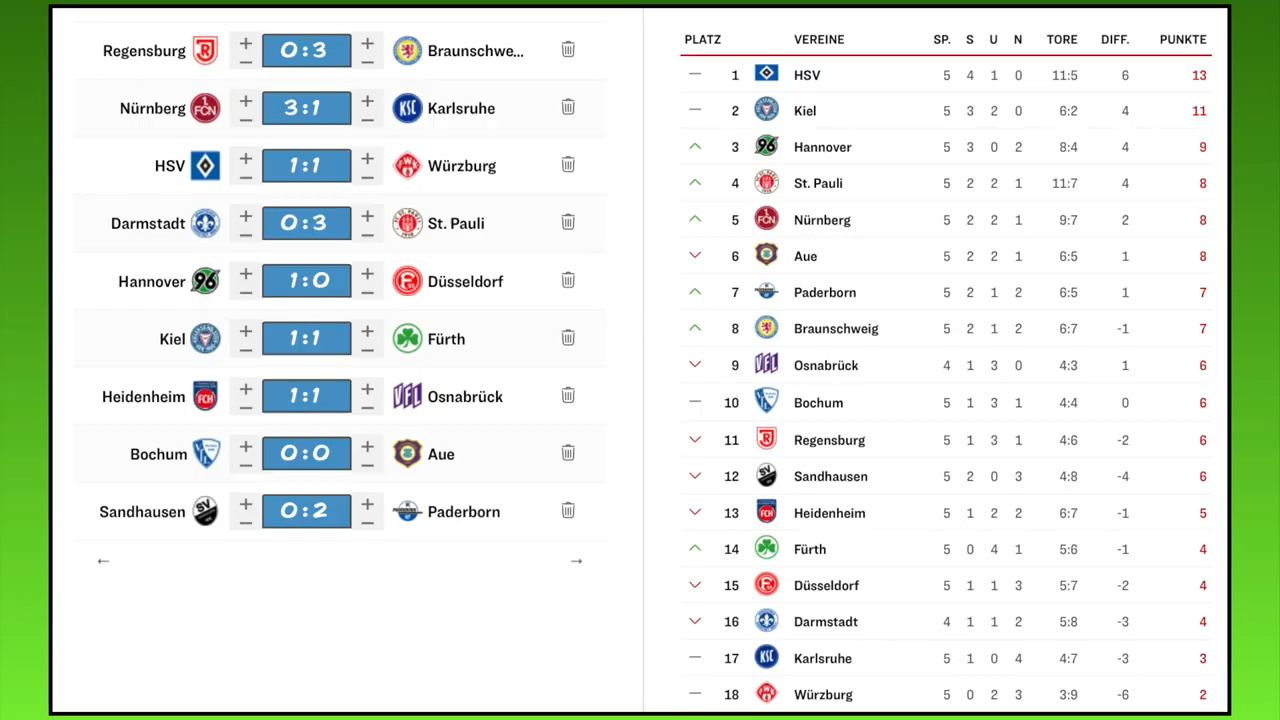 Regensburg + − 0:3 + − Braunschwe...
Nürnberg + − 3:1 + − Karlsruhe
HSV + − 1:1 + − Würzburg
Darmstadt + − 0:3 + − St. Pauli
Hannover + − 1:0 + − Düsseldorf
Kiel + − 1:1 + − Fürth
Heidenheim + − 1:1 + − Osnabrück
Bochum + − 0:0 + − Aue
Sandhausen + − 0:2 + − Paderborn
← →
PLATZ VEREINE SP. S U N TORE DIFF. PUNKTE
— 1 HSV 5 4 1 0 11:5 6 13
— 2 Kiel 5 3 2 0 6:2 4 11
3 Hannover 5 3 0 2 8:4 4 9
4 St. Pauli 5 2 2 1 11:7 4 8
5 Nürnberg 5 2 2 1 9:7 2 8
6 Aue 5 2 2 1 6:5 1 8
7 Paderborn 5 2 1 2 6:5 1 7
8 Braunschweig 5 2 1 2 6:7 -1 7
9 Osnabrück 4 1 3 0 4:3 1 6
— 10 Bochum 5 1 3 1 4:4 0 6
11 Regensburg 5 1 3 1 4:6 -2 6
12 Sandhausen 5 2 0 3 4:8 -4 6
13 Heidenheim 5 1 2 2 6:7 -1 5
14 Fürth 5 0 4 1 5:6 -1 4
15 Düsseldorf 5 1 1 3 5:7 -2 4
16 Darmstadt 4 1 1 2 5:8 -3 4
— 17 Karlsruhe 5 1 0 4 4:7 -3 3
— 18 Würzburg 5 0 2 3 3:9 -6 2